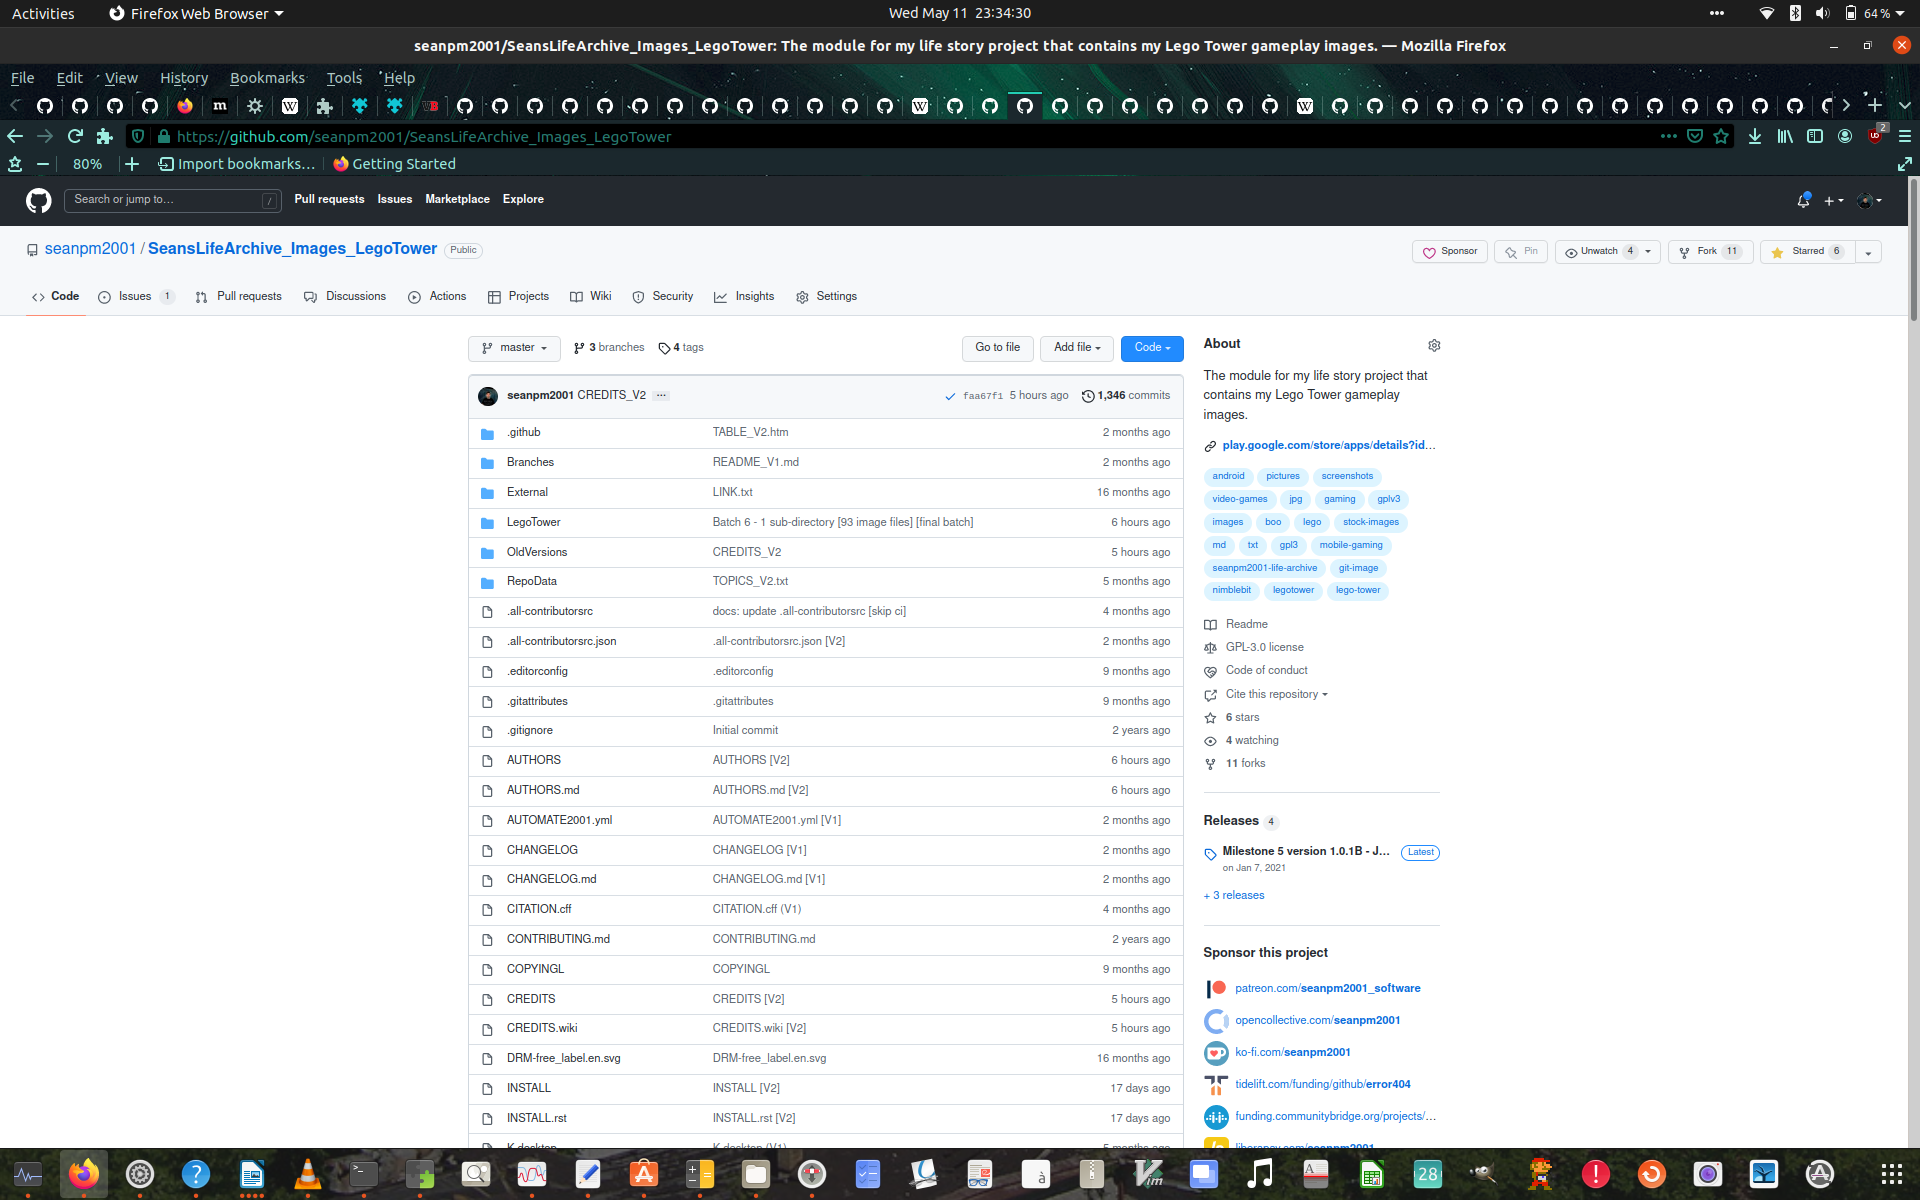 Activities Firefox Web Browser Wed May 11 23:34:30 64 %
seanpm2001/SeansLifeArchive_Images_LegoTower: The module for my life story project that contains my Lego Tower gameplay images. — Mozilla Firefox
File Edit View History Bookmarks Tools Help
https://github.com/seanpm2001/SeansLifeArchive_Images_LegoTower 2
80% Import bookmarks... Getting Started
Search or jump to... / Pull requests Issues Marketplace Explore
seanpm2001 / SeansLifeArchive_Images_LegoTower Public Sponsor Pin Unwatch 4 Fork 11 Starred 6
Code Issues 1 Pull requests Discussions Actions Projects Wiki Security Insights Settings
master 3 branches 4 tags Go to file Add file Code
seanpm2001 CREDITS_V2 ... faa67f1 5 hours ago 1,346 commits
.github TABLE_V2.htm 2 months ago
Branches README_V1.md 2 months ago
External LINK.txt 16 months ago
LegoTower Batch 6 - 1 sub-directory [93 image files] [final batch] 6 hours ago
OldVersions CREDITS_V2 5 hours ago
RepoData TOPICS_V2.txt 5 months ago
.all-contributorsrc docs: update .all-contributorsrc [skip ci] 4 months ago
.all-contributorsrc.json .all-contributorsrc.json [V2] 2 months ago
.editorconfig .editorconfig 9 months ago
.gitattributes .gitattributes 9 months ago
.gitignore Initial commit 2 years ago
AUTHORS AUTHORS [V2] 6 hours ago
AUTHORS.md AUTHORS.md [V2] 6 hours ago
AUTOMATE2001.yml AUTOMATE2001.yml [V1] 2 months ago
CHANGELOG CHANGELOG [V1] 2 months ago
CHANGELOG.md CHANGELOG.md [V1] 2 months ago
CITATION.cff CITATION.cff (V1) 4 months ago
CONTRIBUTING.md CONTRIBUTING.md 2 years ago
COPYINGL COPYINGL 9 months ago
CREDITS CREDITS [V2] 5 hours ago
CREDITS.wiki CREDITS.wiki [V2] 5 hours ago
DRM-free_label.en.svg DRM-free_label.en.svg 16 months ago
INSTALL INSTALL [V2] 17 days ago
INSTALL.rst INSTALL.rst [V2] 17 days ago
K.desktop K.desktop (V1) 5 months ago
About
The module for my life story project that
contains my Lego Tower gameplay
images.
play.google.com/store/apps/details?id...
android pictures screenshots
video-games jpg gaming gplv3
images boo lego stock-images
md txt gpl3 mobile-gaming
seanpm2001-life-archive git-image
nimblebit legotower lego-tower
Readme
GPL-3.0 license
Code of conduct
Cite this repository
6 stars
4 watching
11 forks
Releases 4
Milestone 5 version 1.0.1B - J... Latest
on Jan 7, 2021
+ 3 releases
Sponsor this project
patreon.com/seanpm2001_software
opencollective.com/seanpm2001
ko-fi.com/seanpm2001
tidelift.com/funding/github/error404
funding.communitybridge.org/projects/...
liberapay.com/seanpm2001
28